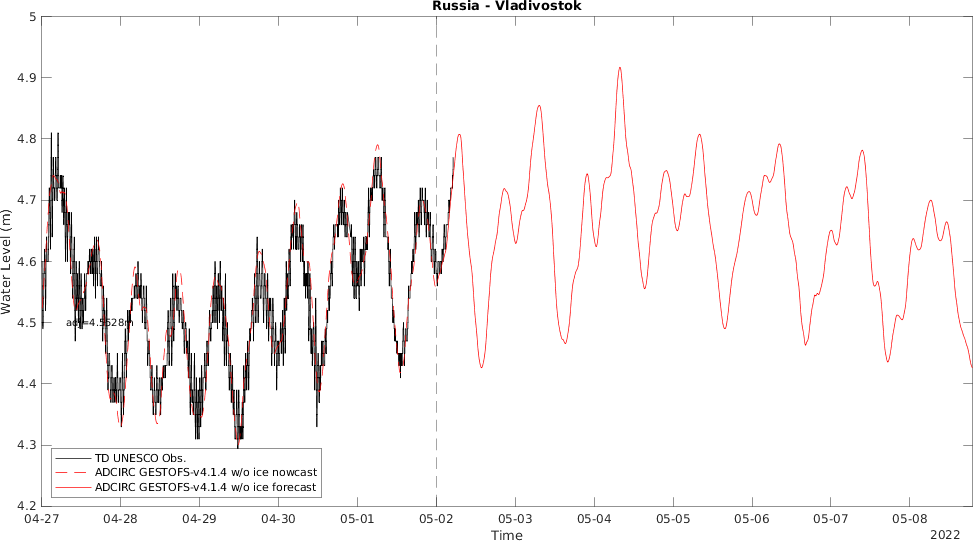 Russia - Vladivostok
5
4.9
4.8
4.7
4.6
4.5
4.4
4.3
4.2
Water Level (m)
TD UNESCO Obs.
ADCIRC GESTOFS-v4.1.4 w/o ice nowcast
ADCIRC GESTOFS-v4.1.4 w/o ice forecast
04-27 04-28 04-29 04-30 05-01 05-02 05-03 05-04 05-05 05-06 05-07 05-08
Time
2022